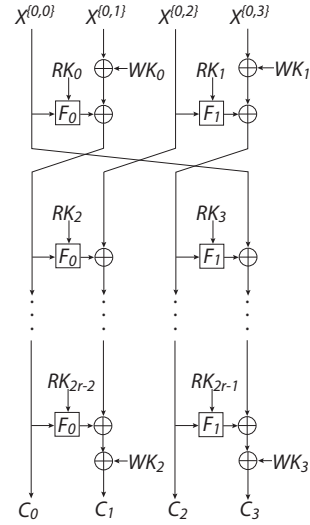 X{0,0} X{0,1} X{0,2} X{0,3}
RK0 WK0 RK1 WK1
F0 F1
RK2 RK3
F0 F1
RK2r-2 RK2r-1
F0 F1
WK2 WK3
C0 C1 C2 C3